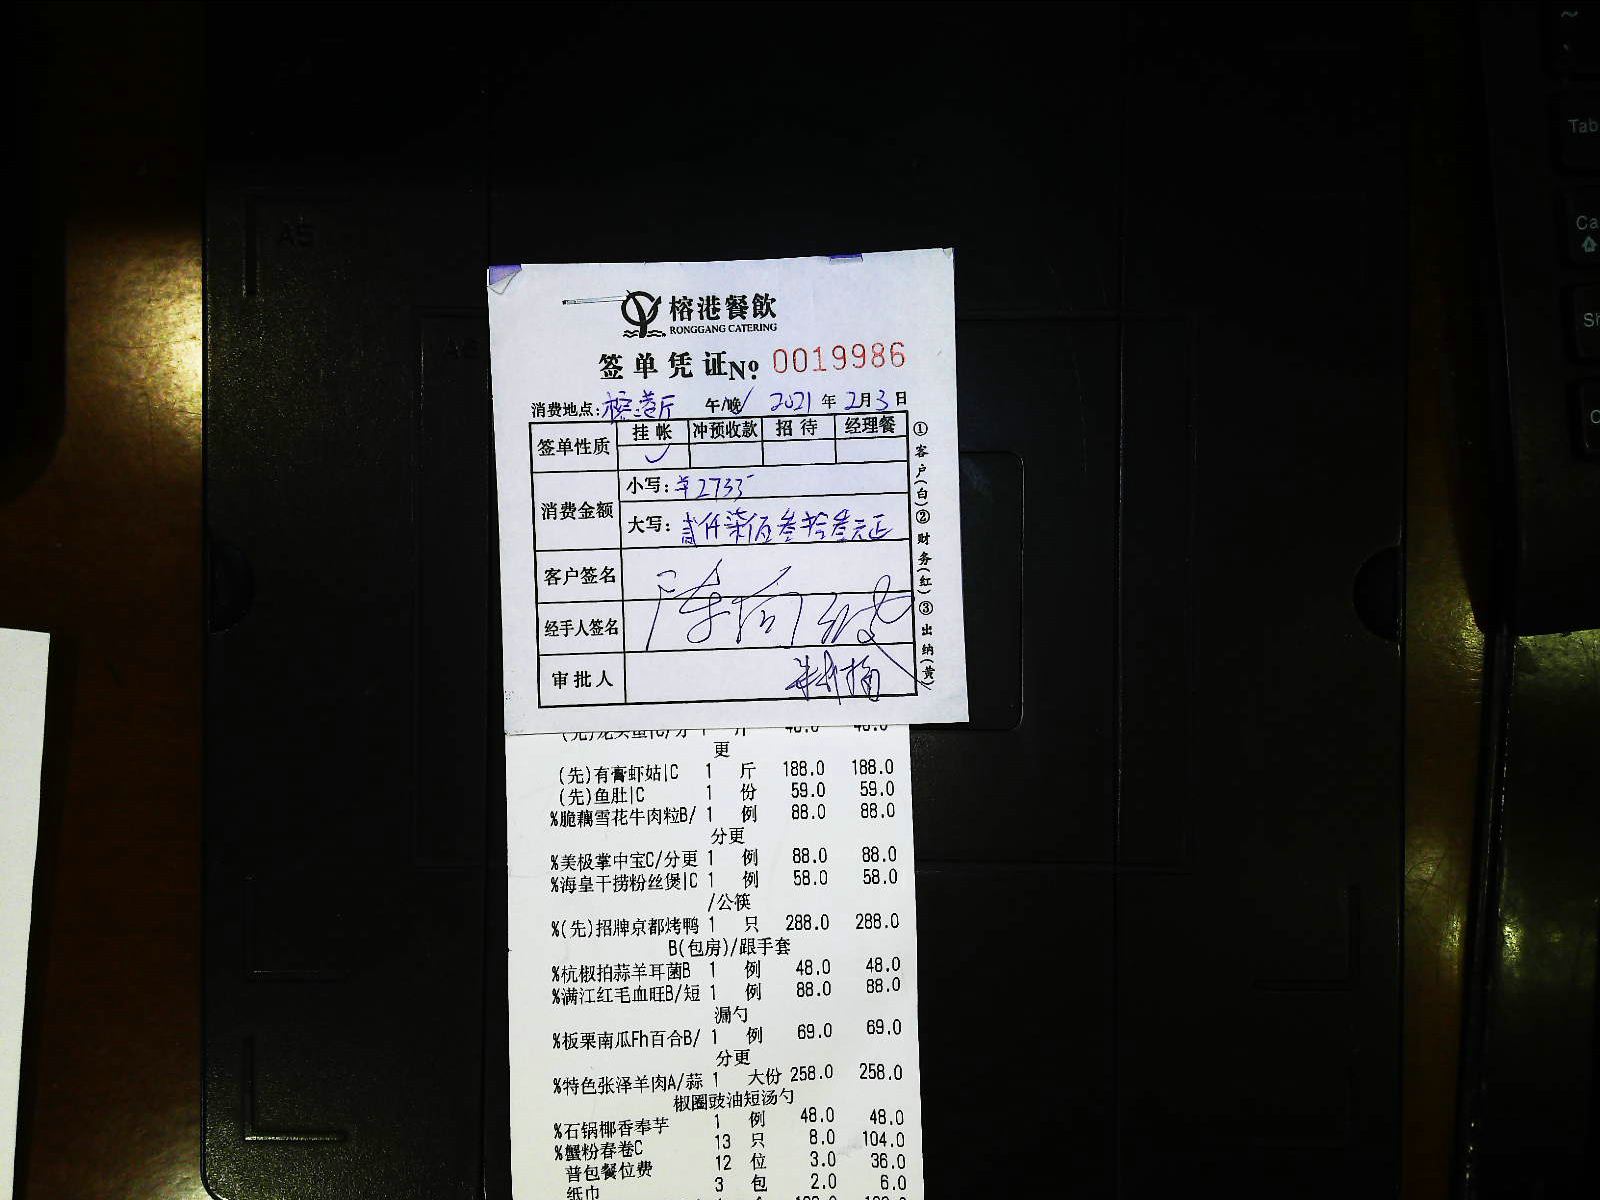 榕港餐飲
RONGGANG CATERING
签单凭证 No. 0019986
消费地点: 榕港厅 午/晚 2021年2月3日
签单性质 挂帐 冲预收款 招待 经理餐
消费金额 小写: ¥2733
大写: 贰仟柒佰叁拾叁元正
客户签名
经手人签名
审批人
①客户(白)②财务(红)③出纳(黄)
更
(先)有膏虾姑|C 1 斤 188.0 188.0
(先)鱼肚|C 1 份 59.0 59.0
%脆藕雪花牛肉粒B/ 1 例 88.0 88.0
分更
%美极掌中宝C/分更 1 例 88.0 88.0
%海皇干捞粉丝煲|C 1 例 58.0 58.0
/公筷
%(先)招牌京都烤鸭 1 只 288.0 288.0
B(包房)/跟手套
%杭椒拍蒜羊耳菌B 1 例 48.0 48.0
%满江红毛血旺B/短 1 例 88.0 88.0
漏勺
%板栗南瓜Fh百合B/ 1 例 69.0 69.0
分更
%特色张泽羊肉A/蒜 1 大份 258.0 258.0
椒圈豉油短汤勺
%石锅椰香奉芋 1 例 48.0 48.0
%蟹粉春卷C 13 只 8.0 104.0
普包餐位费 12 位 3.0 36.0
纸巾 3 包 2.0 6.0
A5
Tab